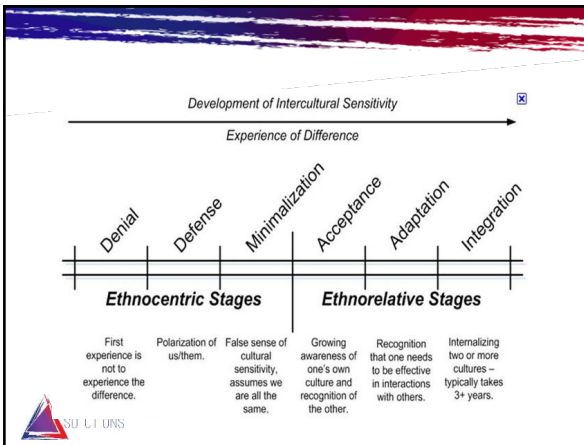 Development of Intercultural Sensitivity
Experience of Difference
Denial
Defense
Minimalization
Acceptance
Adaptation
Integration
Ethnocentric Stages
Ethnorelative Stages
First
experience is
not to
experience the
difference.
Polarization of
us/them.
False sense of
cultural
sensitivity,
assumes we
are all the
same.
Growing
awareness of
one's own
culture and
recognition of
the other.
Recognition
that one needs
to be effective
in interactions
with others.
Internalizing
two or more
cultures –
typically takes
3+ years.